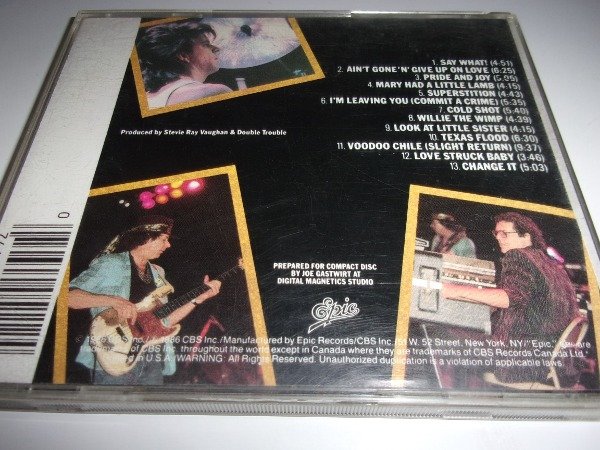 1. SAY WHAT! (4:51)
2. AIN'T GONE 'N' GIVE UP ON LOVE (6:25)
3. PRIDE AND JOY
4. MARY HAD A LITTLE LAMB (4:15)
5. SUPERSTITION (4:43)
6. I'M LEAVING YOU (COMMIT A CRIME) (5:35)
7. COLD SHOT (4:40)
8. WILLIE THE WIMP (4:39)
9. LOOK AT LITTLE SISTER (4:15)
10. TEXAS FLOOD (6:30)
11. VOODOO CHILE (SLIGHT RETURN) (9:37)
12. LOVE STRUCK BABY (3:46)
13. CHANGE IT (5:03)
Produced by Stevie Ray Vaughan & Double Trouble
PREPARED FOR COMPACT DISC
BY JOE GASTWIRT AT
DIGITAL MAGNETICS STUDIO
Epic
1986 CBS Inc./Manufactured by Epic Records/CBS Inc./51 W. 52 Street, New York, NY/"Epic," are
of CBS Inc. throughout the world except in Canada where they are trademarks of CBS Records Canada Ltd.
in U.S.A./WARNING: All Rights Reserved. Unauthorized duplication is a violation of applicable laws.
0